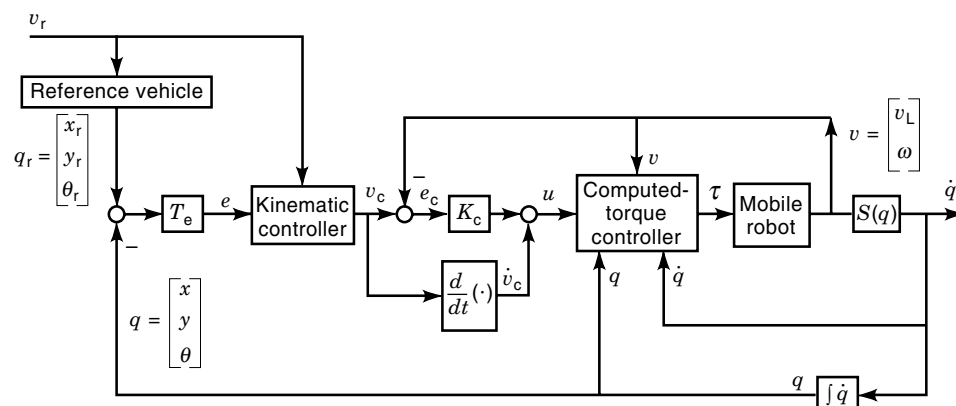 v_r
Reference vehicle
q_r = [x_r
y_r
θ_r]
v = [v_L
ω]
−
T_e
e
Kinematic
controller
v_c
−
e_c
K_c
u
v
Computed-
torque
controller
τ
Mobile
robot
S(q)
q̇
d/dt (·)
v̇_c
q
q̇
−
q = [x
y
θ]
q
∫ q̇